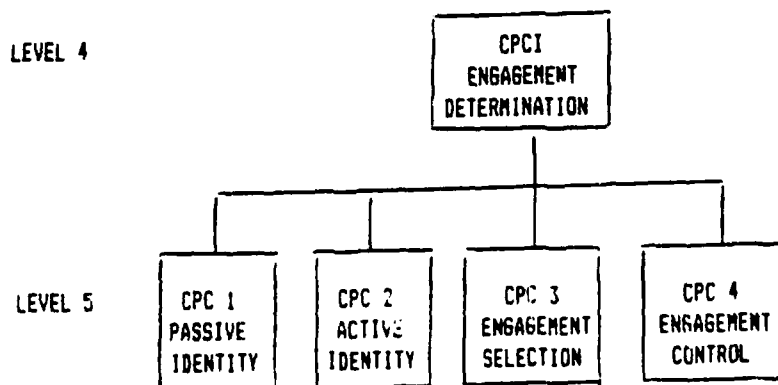 LEVEL 4
CPCI
ENGAGEMENT
DETERMINATION
LEVEL 5
CPC 1
PASSIVE
IDENTITY
CPC 2
ACTIVE
IDENTITY
CPC 3
ENGAGEMENT
SELECTION
CPC 4
ENGAGEMENT
CONTROL